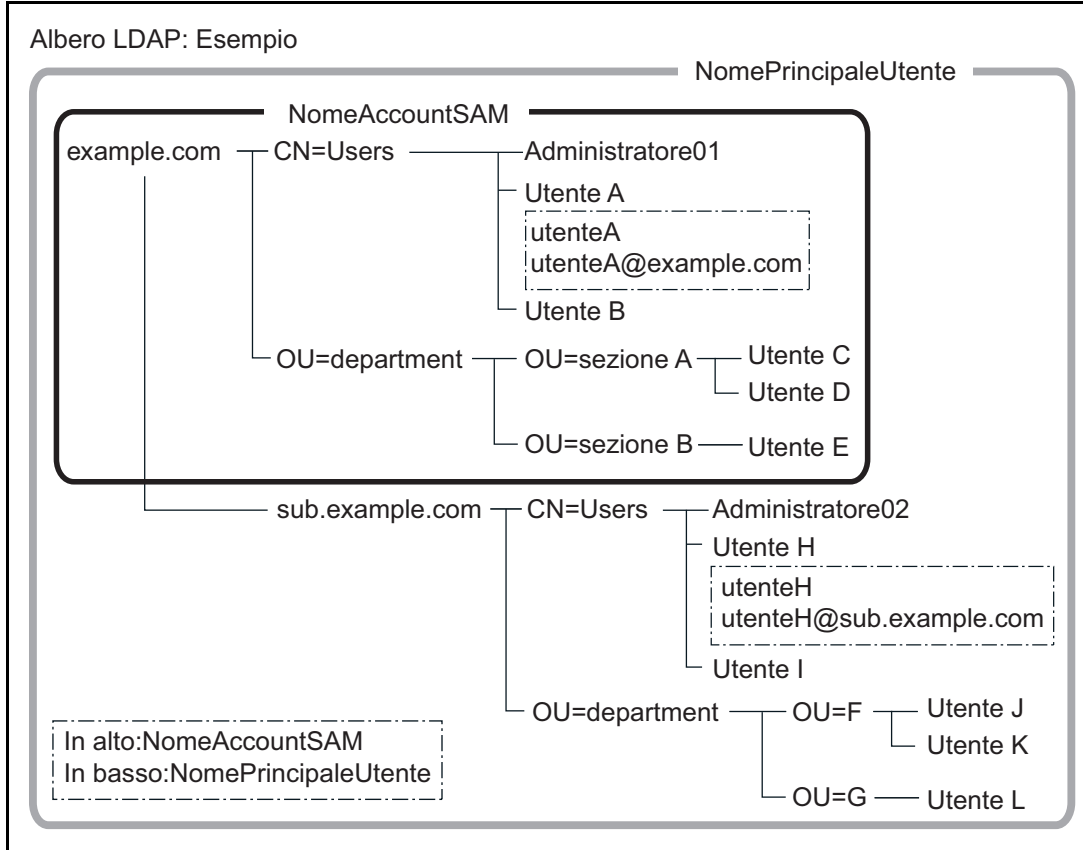 Albero LDAP: Esempio
NomePrincipaleUtente
NomeAccountSAM
example.com CN=Users Administratore01
Utente A
utenteA
utenteA@example.com
Utente B
OU=department OU=sezione A Utente C
Utente D
OU=sezione B Utente E
sub.example.com CN=Users Administratore02
Utente H
utenteH
utenteH@sub.example.com
Utente I
OU=department OU=F Utente J
Utente K
OU=G Utente L
In alto:NomeAccountSAM
In basso:NomePrincipaleUtente